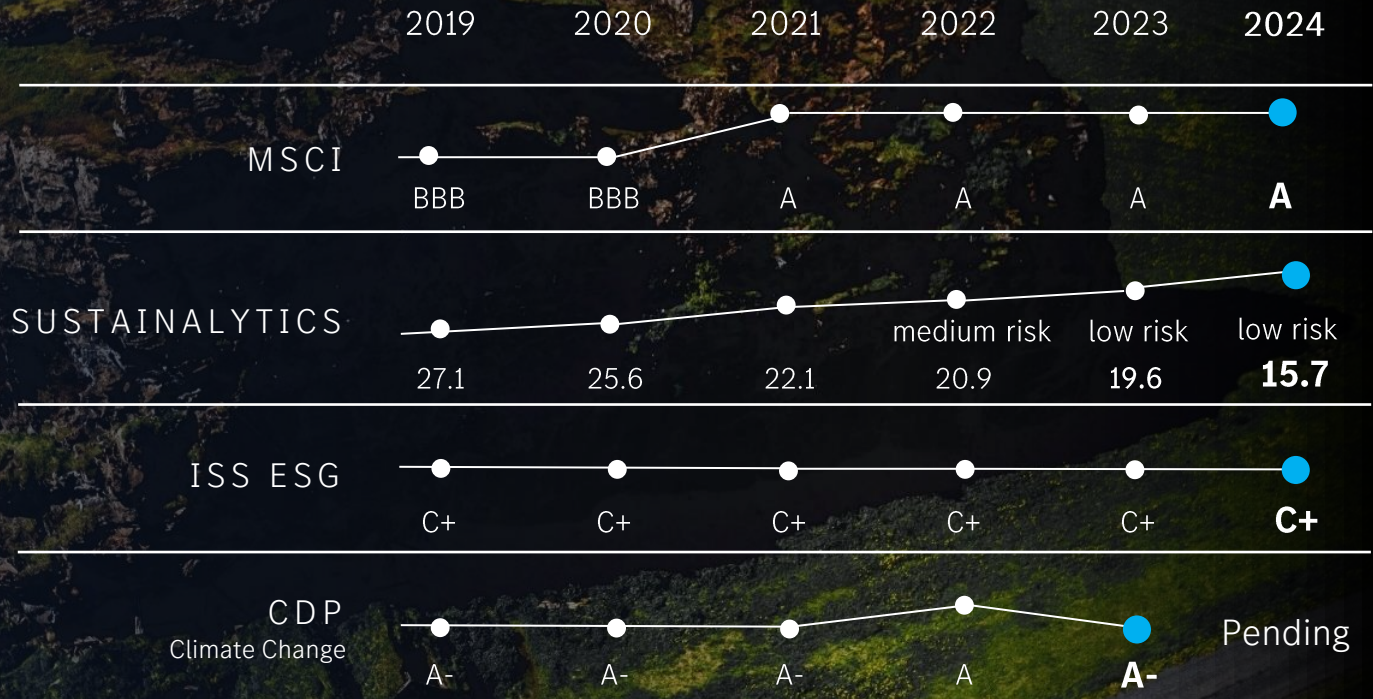 2019 2020 2021 2022 2023 2024
MSCI
BBB BBB A A A A
SUSTAINALYTICS
medium risk low risk low risk
27.1 25.6 22.1 20.9 19.6 15.7
ISS ESG
C+ C+ C+ C+ C+ C+
CDP
Climate Change
Pending
A- A- A- A A-